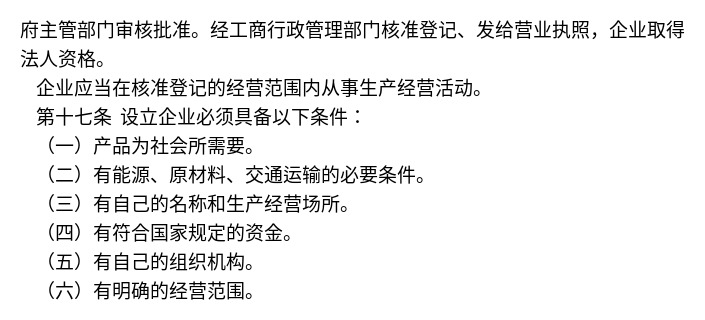 府主管部门审核批准。经工商行政管理部门核准登记、发给营业执照，企业取得
法人资格。
企业应当在核准登记的经营范围内从事生产经营活动。
第十七条 设立企业必须具备以下条件：
（一）产品为社会所需要。
（二）有能源、原材料、交通运输的必要条件。
（三）有自己的名称和生产经营场所。
（四）有符合国家规定的资金。
（五）有自己的组织机构。
（六）有明确的经营范围。